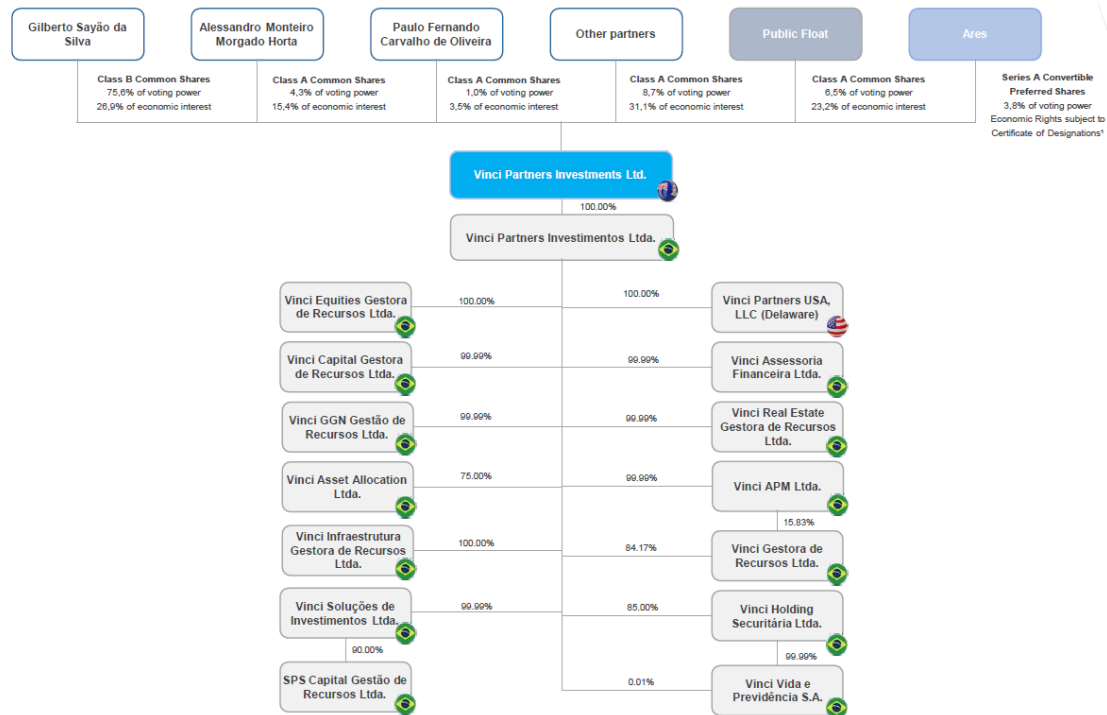 Gilberto Sayão da
Silva
Alessandro Monteiro
Morgado Horta
Paulo Fernando
Carvalho de Oliveira
Other partners
Public Float
Ares
Class B Common Shares
75,6% of voting power
26,9% of economic interest
Class A Common Shares
4,3% of voting power
15,4% of economic interest
Class A Common Shares
1,0% of voting power
3,5% of economic interest
Class A Common Shares
8,7% of voting power
31,1% of economic interest
Class A Common Shares
6,5% of voting power
23,2% of economic interest
Series A Convertible
Preferred Shares
3,8% of voting power
Economic Rights subject to
Certificate of Designations¹
Vinci Partners Investments Ltd.
100.00%
Vinci Partners Investimentos Ltda.
Vinci Equities Gestora
de Recursos Ltda.
100.00%
100.00%
Vinci Partners USA,
LLC (Delaware)
Vinci Capital Gestora
de Recursos Ltda.
99.99%
99.99%
Vinci Assessoria
Financeira Ltda.
Vinci GGN Gestão de
Recursos Ltda.
99.99%
99.99%
Vinci Real Estate
Gestora de Recursos
Ltda.
Vinci Asset Allocation
Ltda.
75.00%
99.99%
Vinci APM Ltda.
15.83%
Vinci Infraestrutura
Gestora de Recursos
Ltda.
100.00%
84.17%
Vinci Gestora de
Recursos Ltda.
Vinci Soluções de
Investimentos Ltda.
99.99%
85.00%
Vinci Holding
Securitária Ltda.
90.00%
99.99%
SPS Capital Gestão de
Recursos Ltda.
0.01%
Vinci Vida e
Previdência S.A.